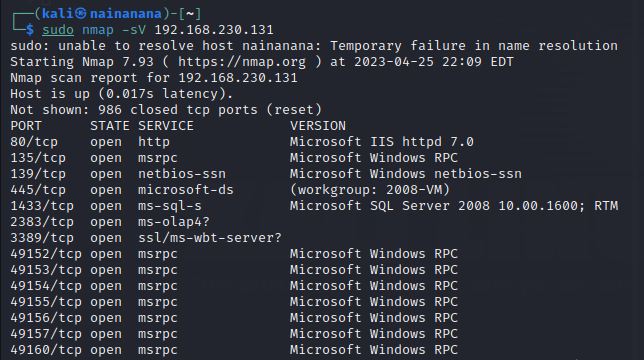 ┌──(kali㉿nainanana)-[~]
└─$ sudo nmap -sV 192.168.230.131
sudo: unable to resolve host nainanana: Temporary failure in name resolution
Starting Nmap 7.93 ( https://nmap.org ) at 2023-04-25 22:09 EDT
Nmap scan report for 192.168.230.131
Host is up (0.017s latency).
Not shown: 986 closed tcp ports (reset)
PORT      STATE SERVICE        VERSION
80/tcp    open  http           Microsoft IIS httpd 7.0
135/tcp   open  msrpc          Microsoft Windows RPC
139/tcp   open  netbios-ssn    Microsoft Windows netbios-ssn
445/tcp   open  microsoft-ds   (workgroup: 2008-VM)
1433/tcp  open  ms-sql-s       Microsoft SQL Server 2008 10.00.1600; RTM
2383/tcp  open  ms-olap4?
3389/tcp  open  ssl/ms-wbt-server?
49152/tcp open  msrpc          Microsoft Windows RPC
49153/tcp open  msrpc          Microsoft Windows RPC
49154/tcp open  msrpc          Microsoft Windows RPC
49155/tcp open  msrpc          Microsoft Windows RPC
49156/tcp open  msrpc          Microsoft Windows RPC
49157/tcp open  msrpc          Microsoft Windows RPC
49160/tcp open  msrpc          Microsoft Windows RPC